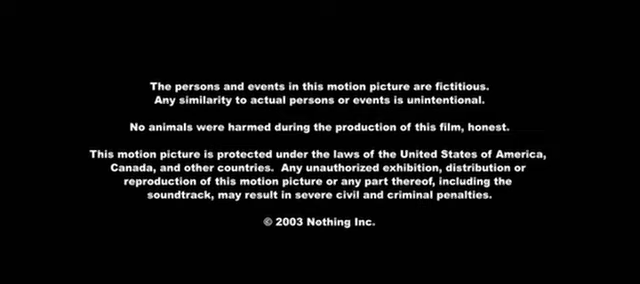 The persons and events in this motion picture are fictitious.
Any similarity to actual persons or events is unintentional.
No animals were harmed during the production of this film, honest.
This motion picture is protected under the laws of the United States of America,
Canada, and other countries.  Any unauthorized exhibition, distribution or
reproduction of this motion picture or any part thereof, including the
soundtrack, may result in severe civil and criminal penalties.
© 2003 Nothing Inc.